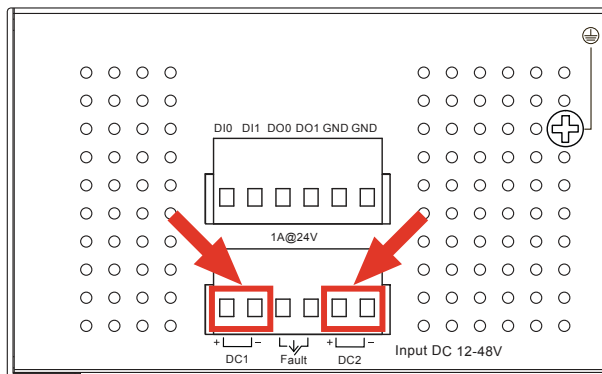 DI0 DI1 DO0 DO1 GND GND
1A@24V
+ − + −
DC1 Fault DC2
Input DC 12-48V